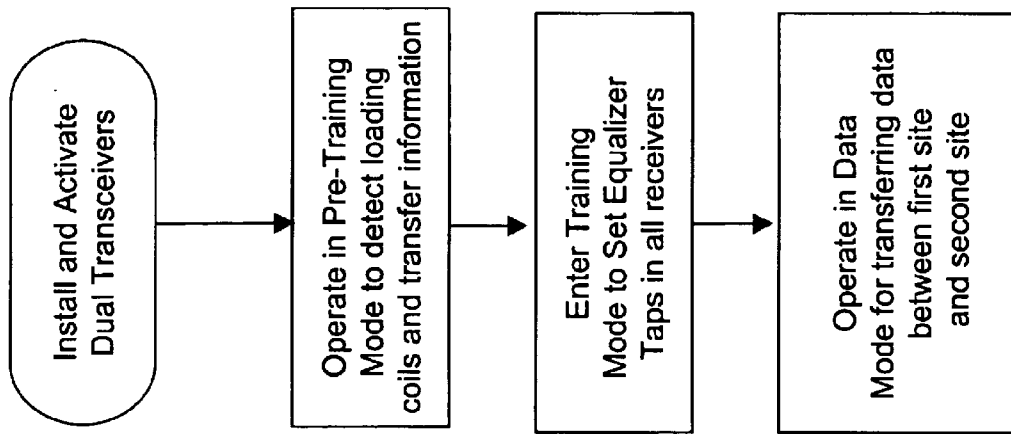 Install and Activate
Dual Transceivers
Operate in Pre-Training
Mode to detect loading
coils and transfer information
Enter Training
Mode to Set Equalizer
Taps in all receivers
Operate in Data
Mode for transferring data
between first site
and second site